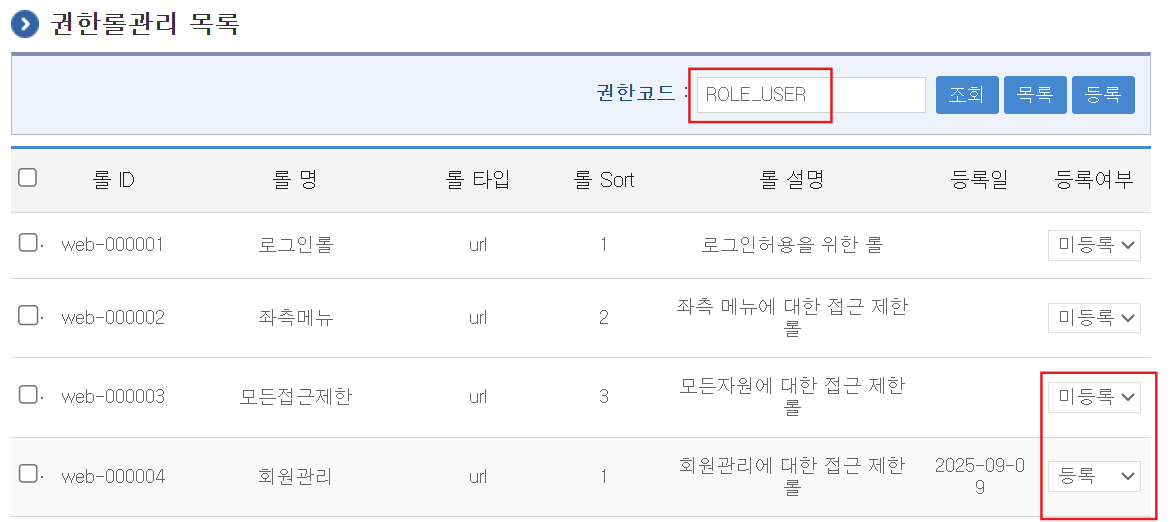 권한롤관리 목록
권한코드 : ROLE_USER 조회 목록 등록
롤 ID 롤 명 롤 타입 롤 Sort 롤 설명 등록일 등록여부
web-000001 로그인롤 url 1 로그인허용을 위한 롤 미등록
web-000002 좌측메뉴 url 2 좌측 메뉴에 대한 접근 제한
롤 미등록
web-000003 모든접근제한 url 3 모든자원에 대한 접근 제한
롤 미등록
web-000004 회원관리 url 1 회원관리에 대한 접근 제한
롤 2025-09-0
9 등록